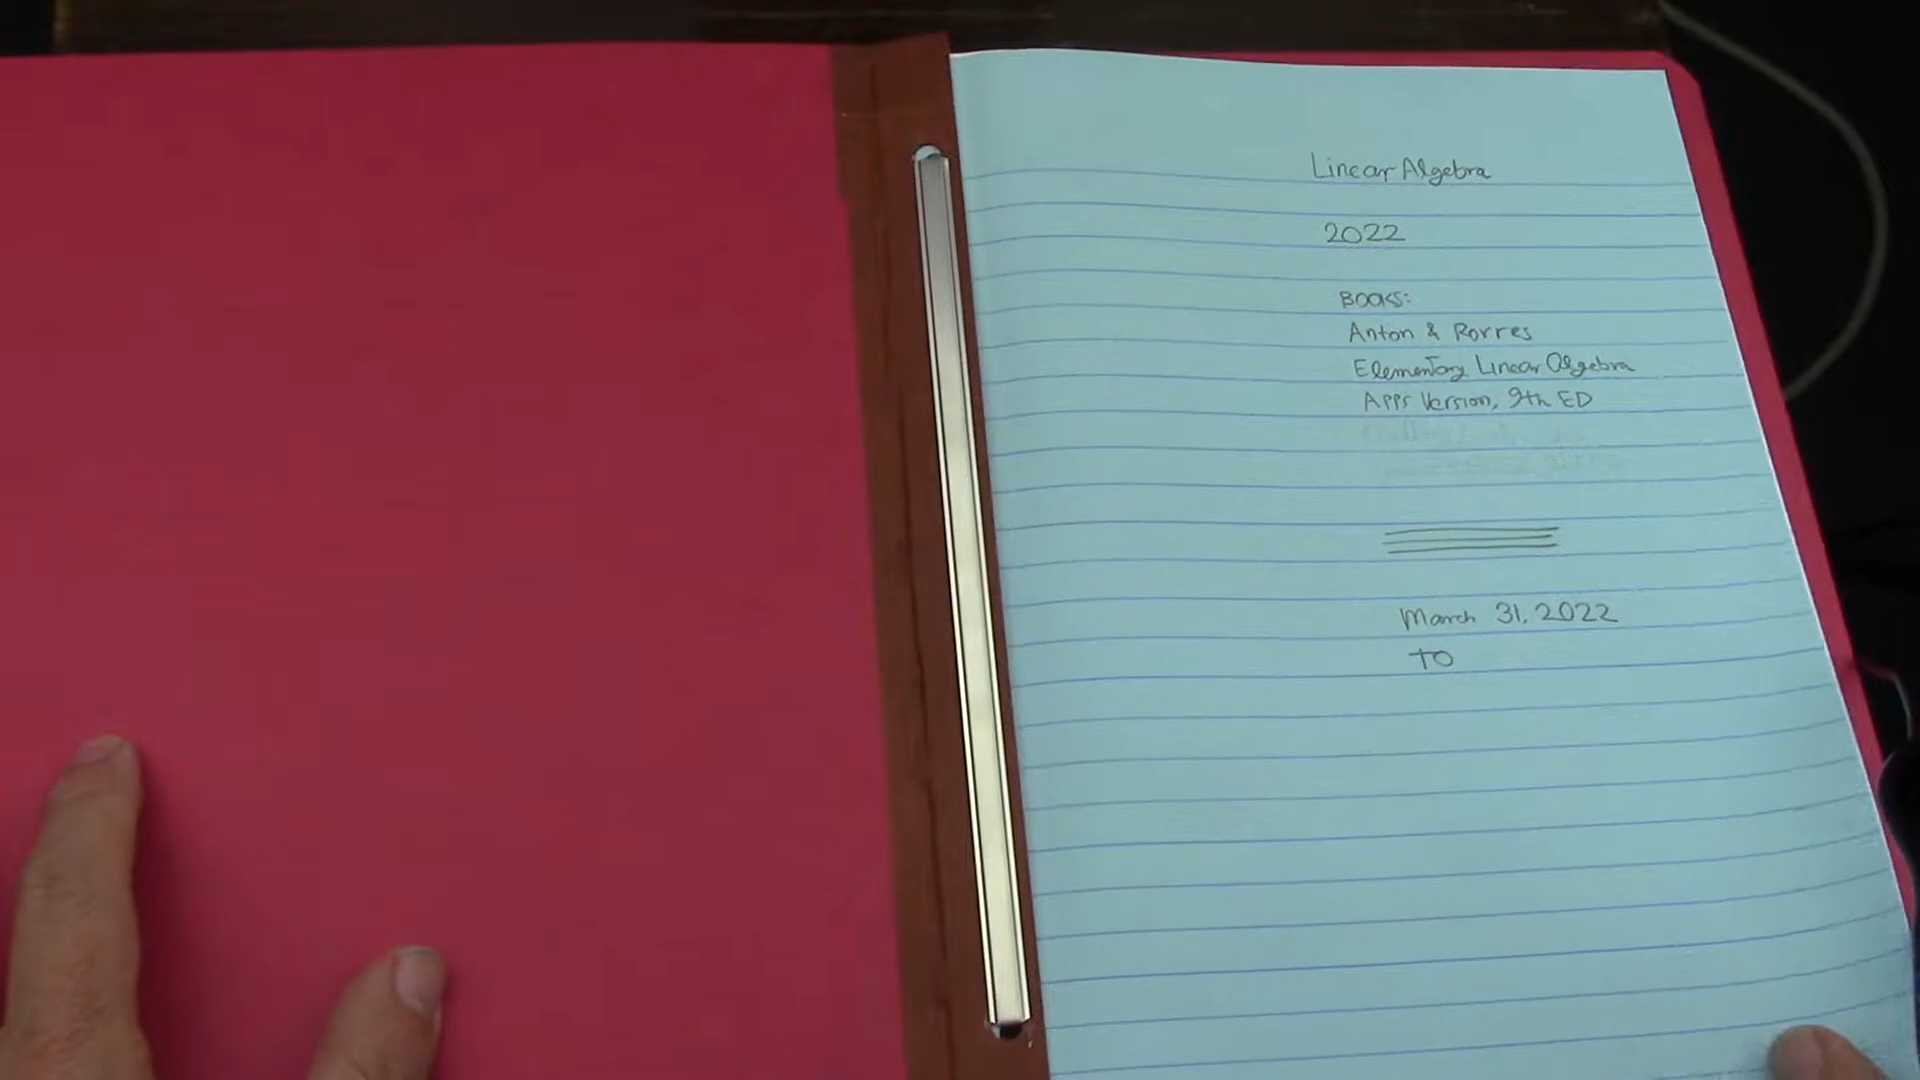 Linear Algebra
2022
BOOKS:
Anton & Rorres
Elementary Linear Algebra
Apps Version, 9th ED
March 31, 2022
TO